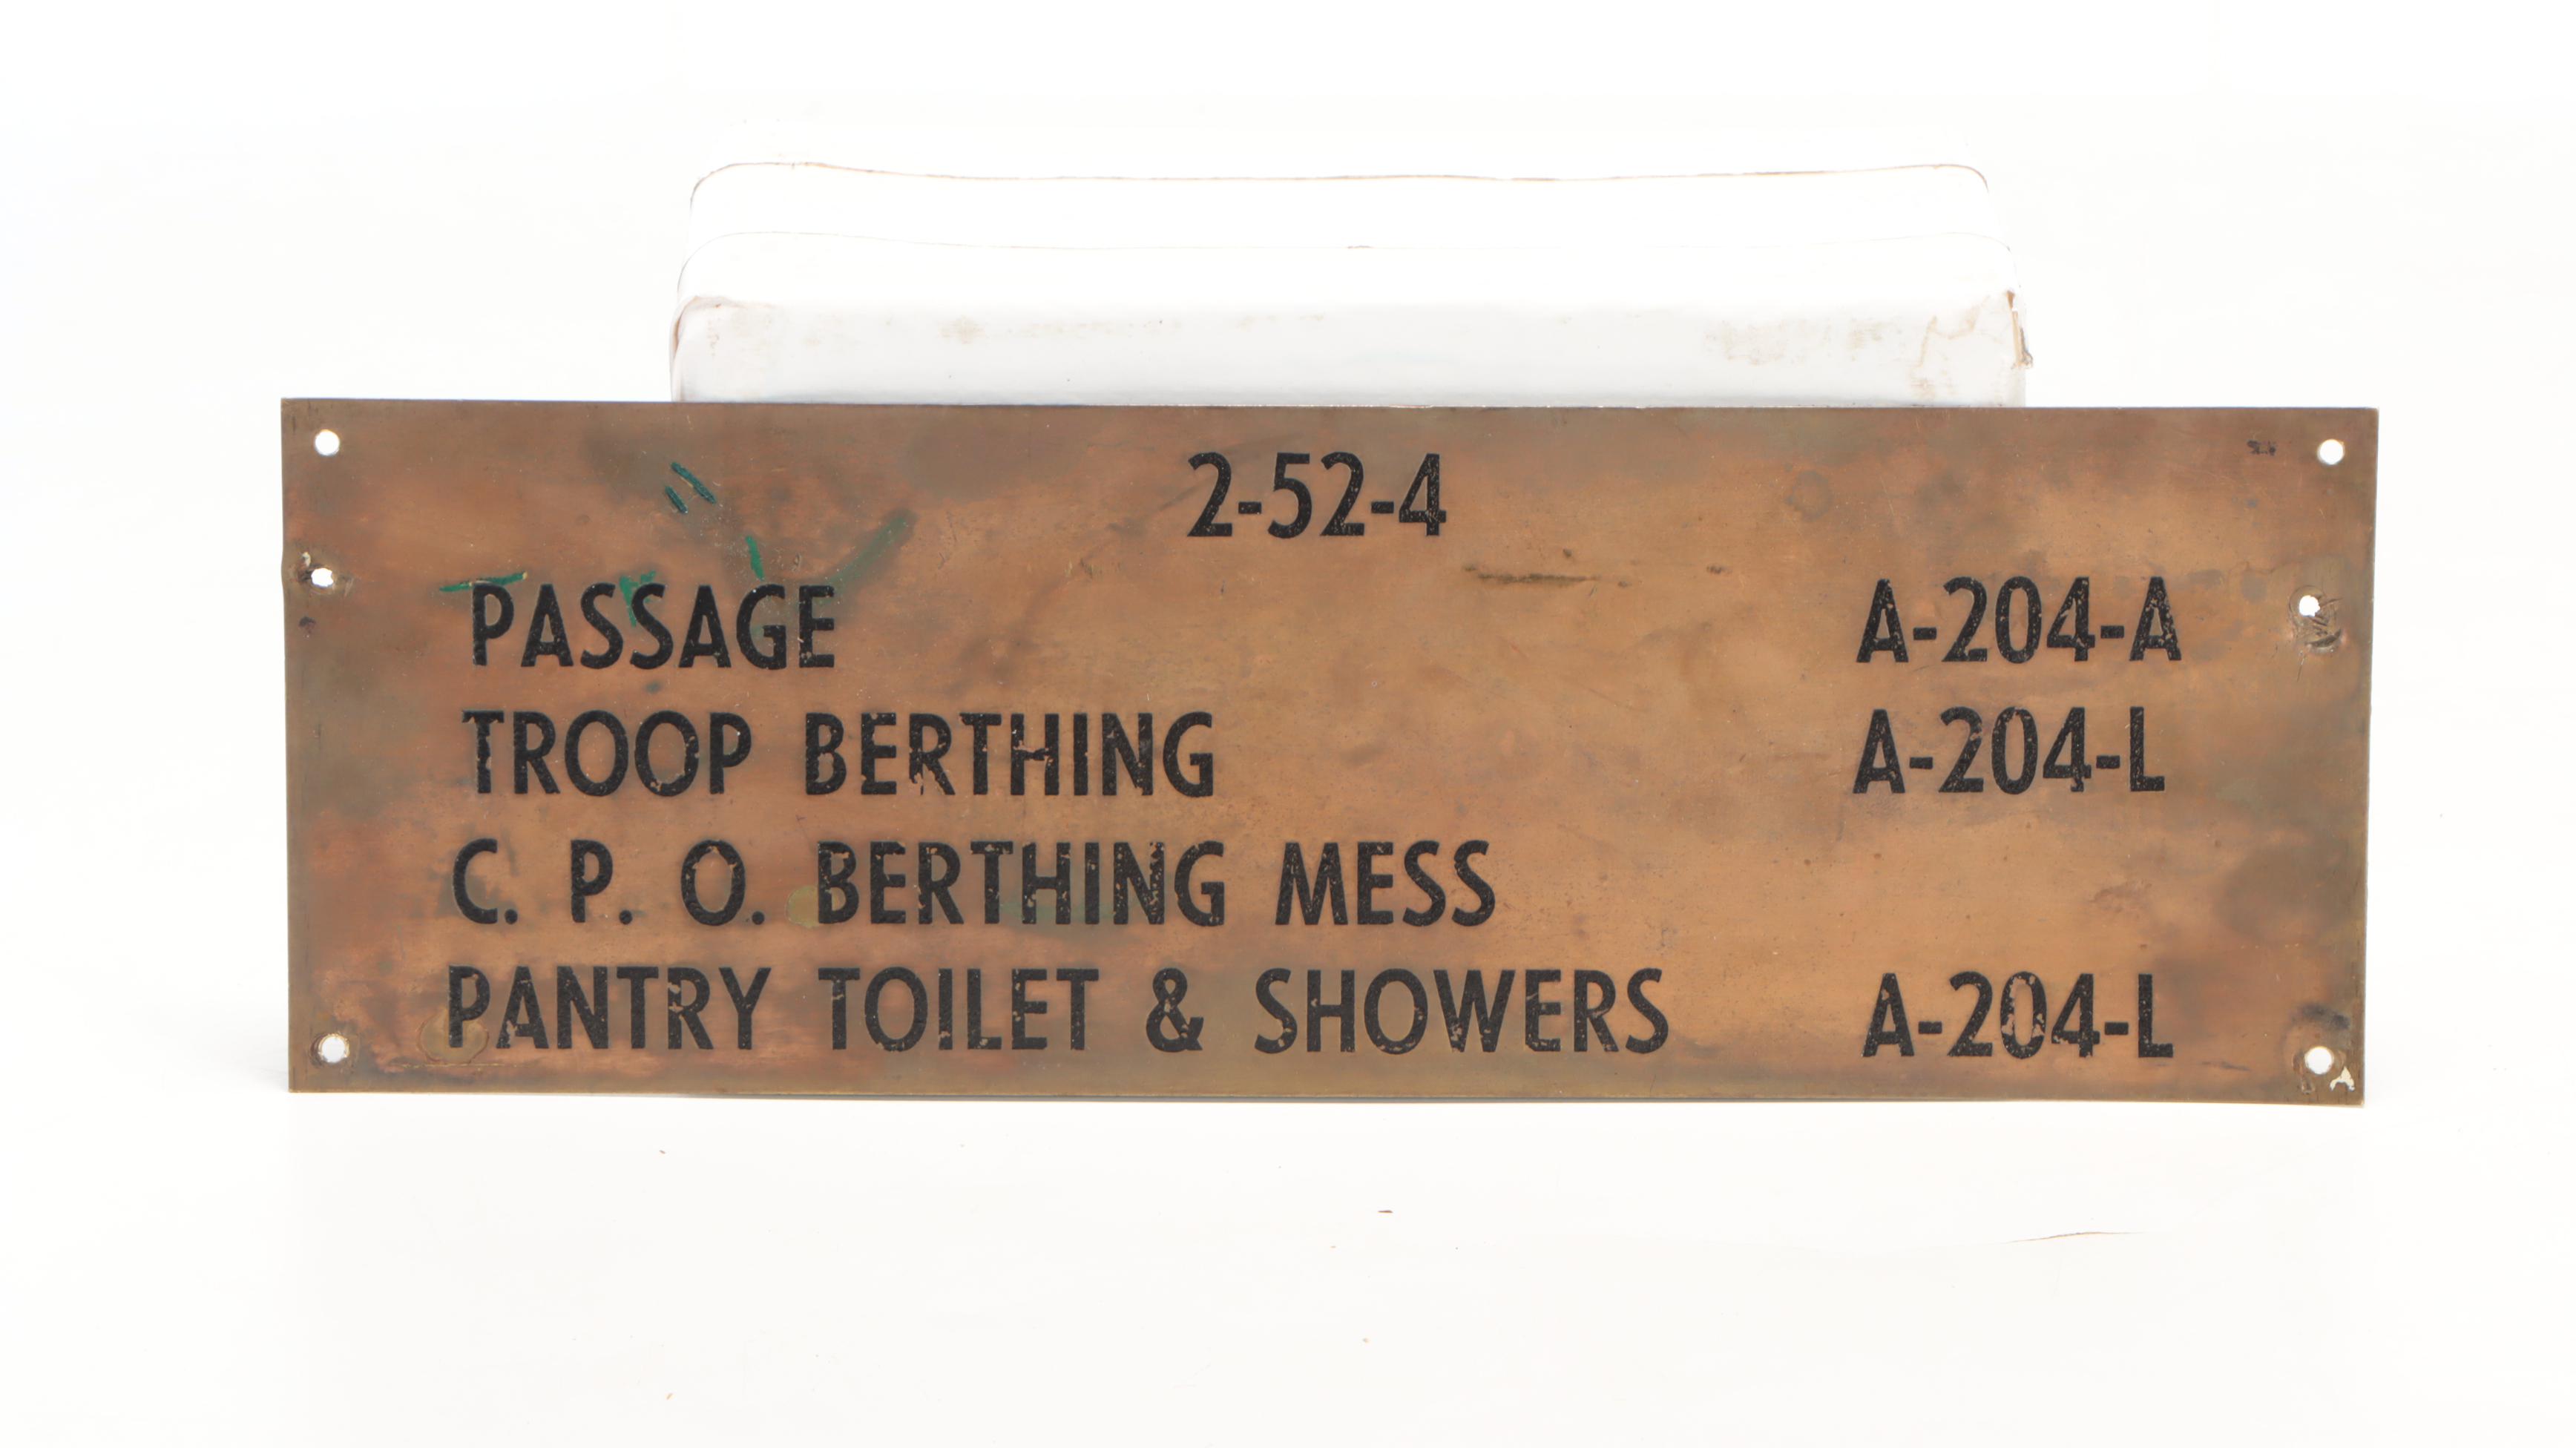 2-52-4
PASSAGE A-204-A
TROOP BERTHING A-204-L
C. P. O. BERTHING MESS
PANTRY TOILET & SHOWERS A-204-L